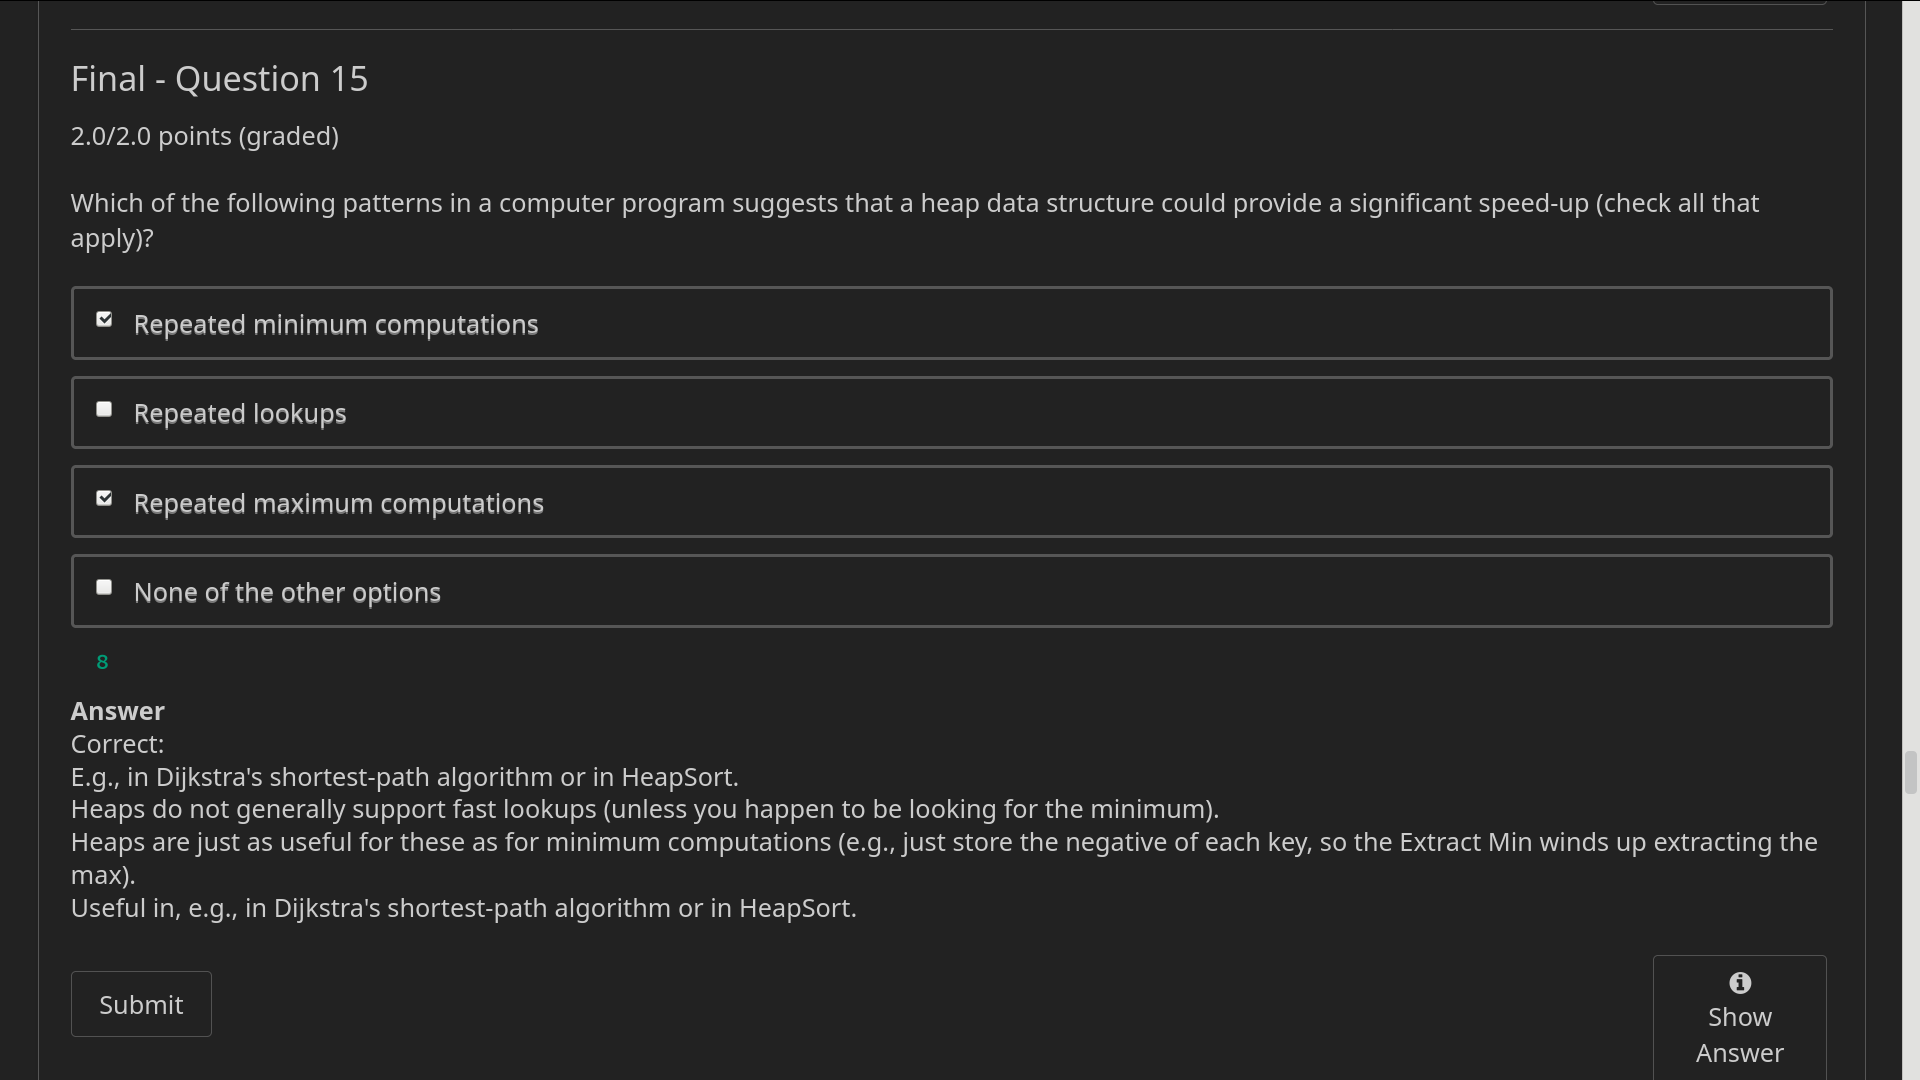 Final - Question 15
2.0/2.0 points (graded)
Which of the following patterns in a computer program suggests that a heap data structure could provide a significant speed-up (check all that
apply)?
Repeated minimum computations
Repeated lookups
Repeated maximum computations
None of the other options
8
Answer
Correct:
E.g., in Dijkstra's shortest-path algorithm or in HeapSort.
Heaps do not generally support fast lookups (unless you happen to be looking for the minimum).
Heaps are just as useful for these as for minimum computations (e.g., just store the negative of each key, so the Extract Min winds up extracting the
max).
Useful in, e.g., in Dijkstra's shortest-path algorithm or in HeapSort.
Submit
Show
Answer